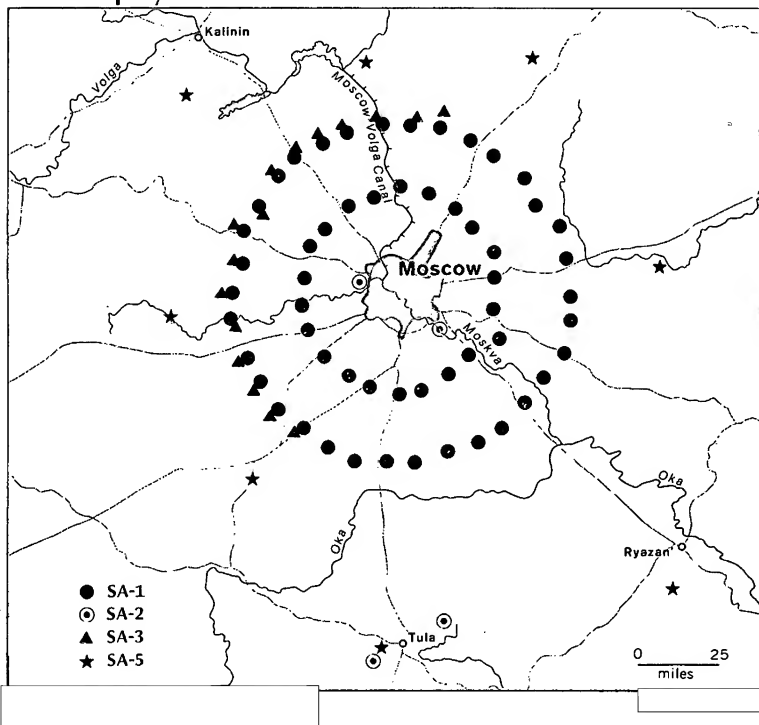 Kalinin
Volga
Moscow Volga Canal
Moscow
Moskva
Oka
Oka
Ryazan'
Tula
SA-1
SA-2
SA-3
SA-5
0 25
miles